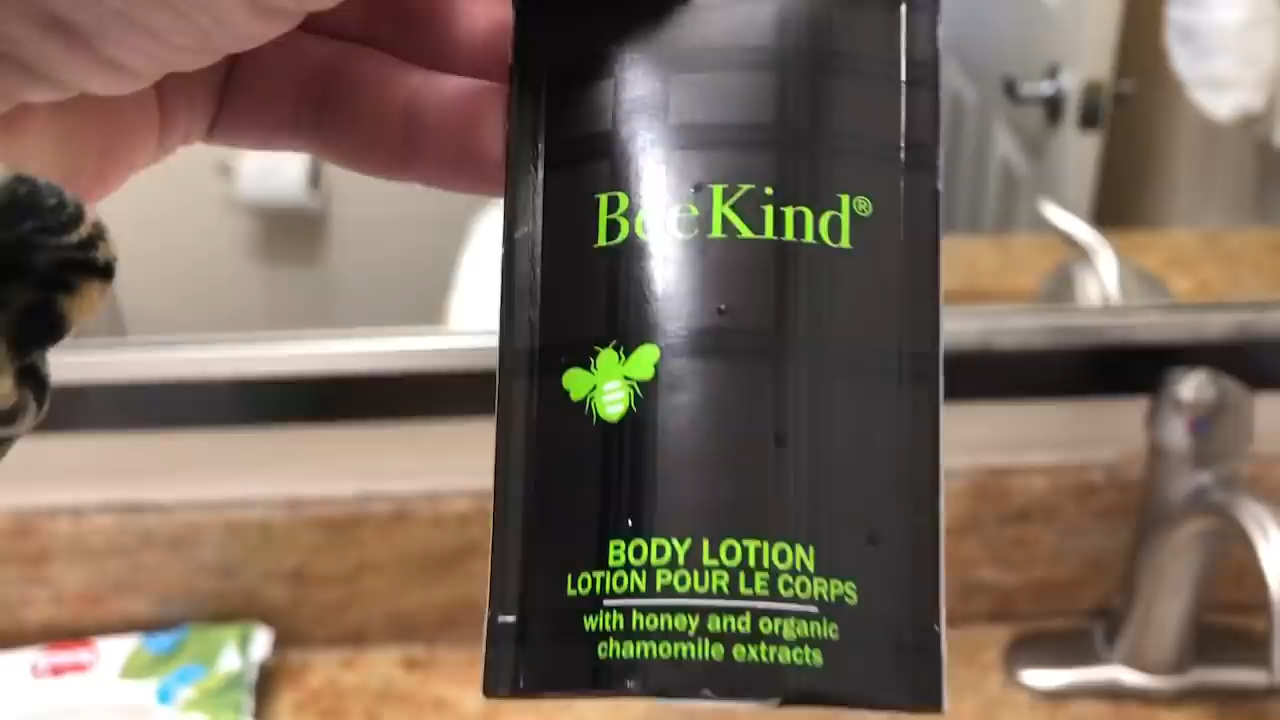 BeeKind®
BODY LOTION
LOTION POUR LE CORPS
with honey and organic
chamomile extracts